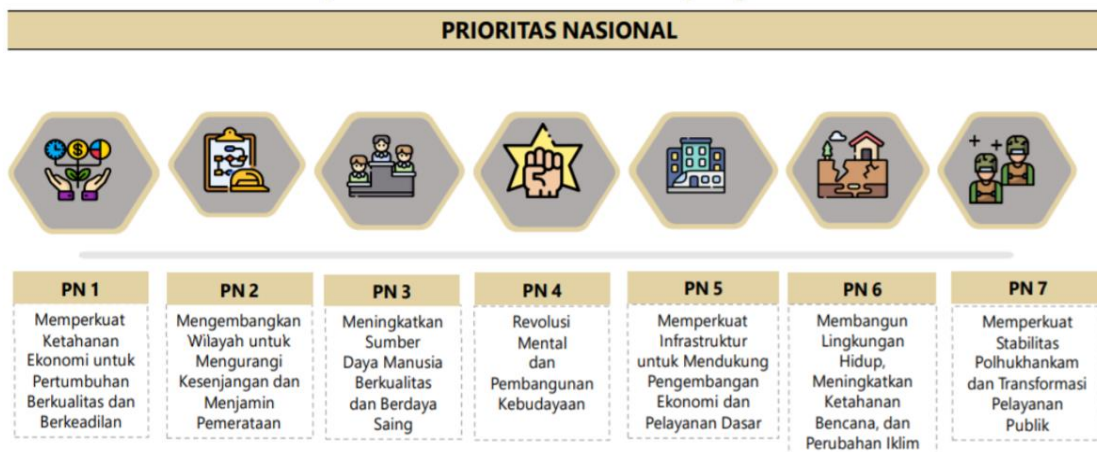 PRIORITAS NASIONAL
PN 1
Memperkuat
Ketahanan
Ekonomi untuk
Pertumbuhan
Berkualitas dan
Berkeadilan
PN 2
Mengembangkan
Wilayah untuk
Mengurangi
Kesenjangan dan
Menjamin
Pemerataan
PN 3
Meningkatkan
Sumber
Daya Manusia
Berkualitas
dan Berdaya
Saing
PN 4
Revolusi
Mental
dan
Pembangunan
Kebudayaan
PN 5
Memperkuat
Infrastruktur
untuk Mendukung
Pengembangan
Ekonomi dan
Pelayanan Dasar
PN 6
Membangun
Lingkungan
Hidup,
Meningkatkan
Ketahanan
Bencana, dan
Perubahan Iklim
PN 7
Memperkuat
Stabilitas
Polhukhankam
dan Transformasi
Pelayanan
Publik